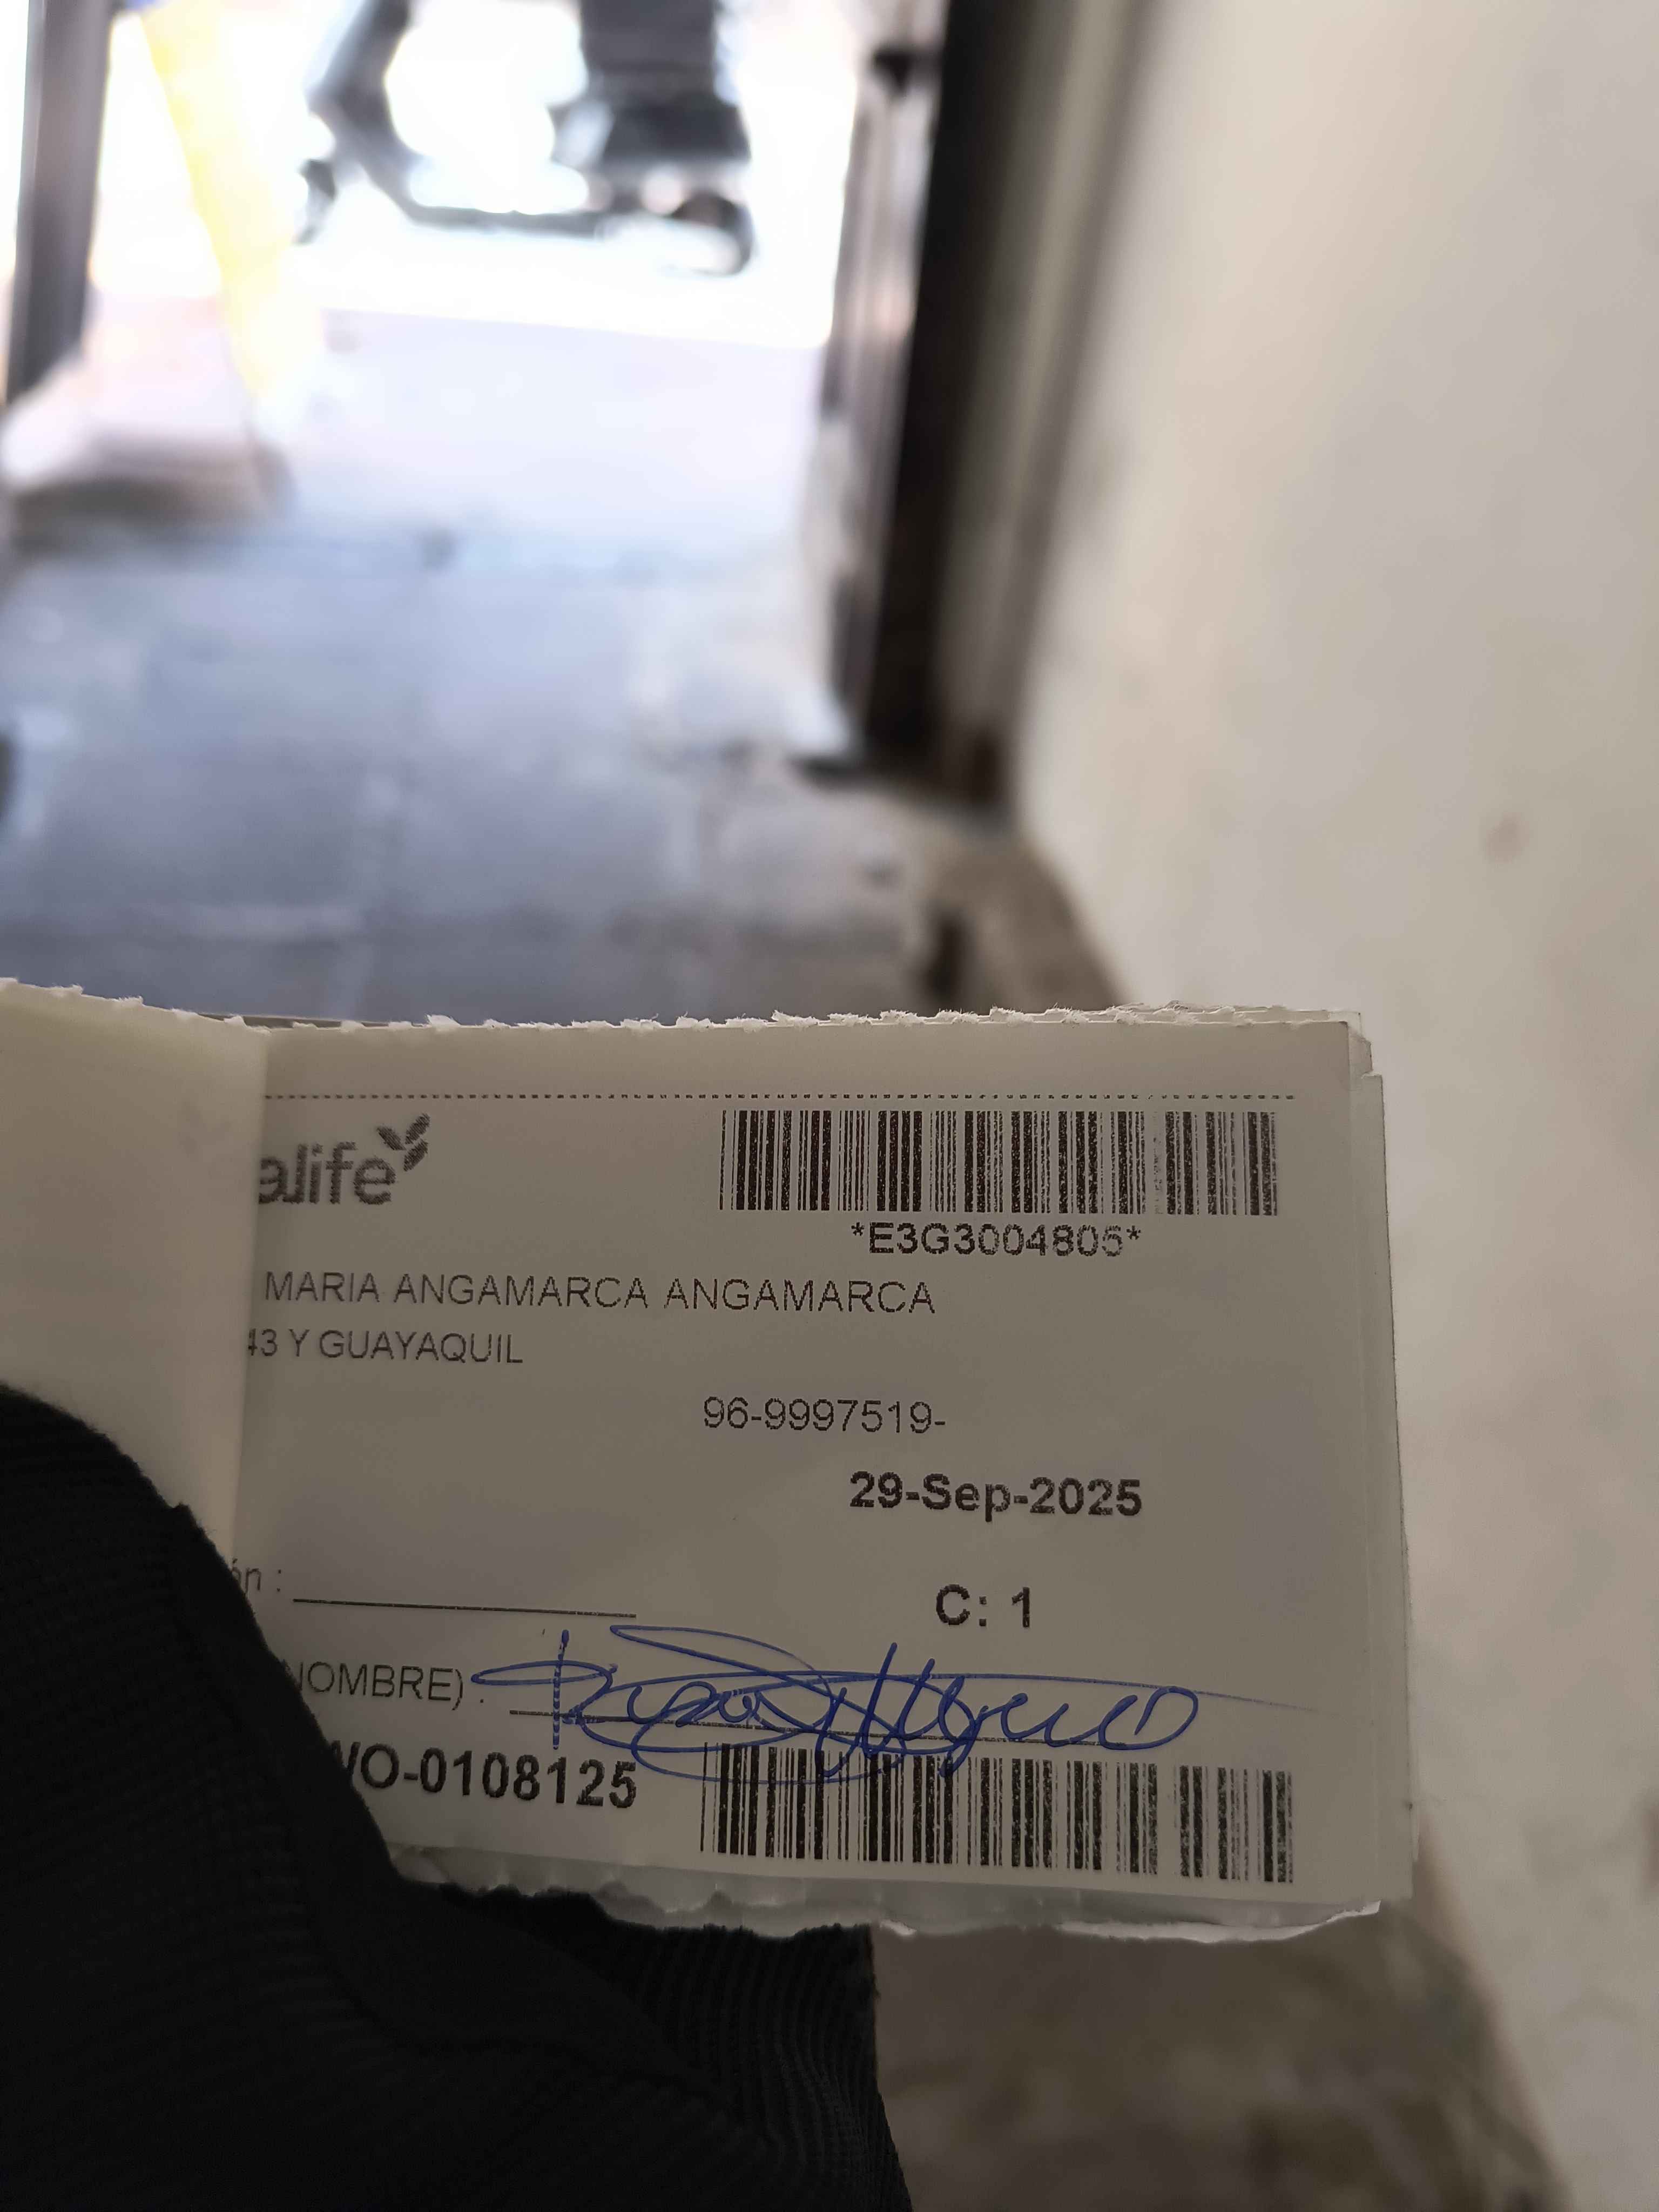 alife
*E3G3004805*
MARIA ANGAMARCA ANGAMARCA
43 Y GUAYAQUIL
96-9997519-
29-Sep-2025
ón :
C: 1
NOMBRE) :
WO-0108125